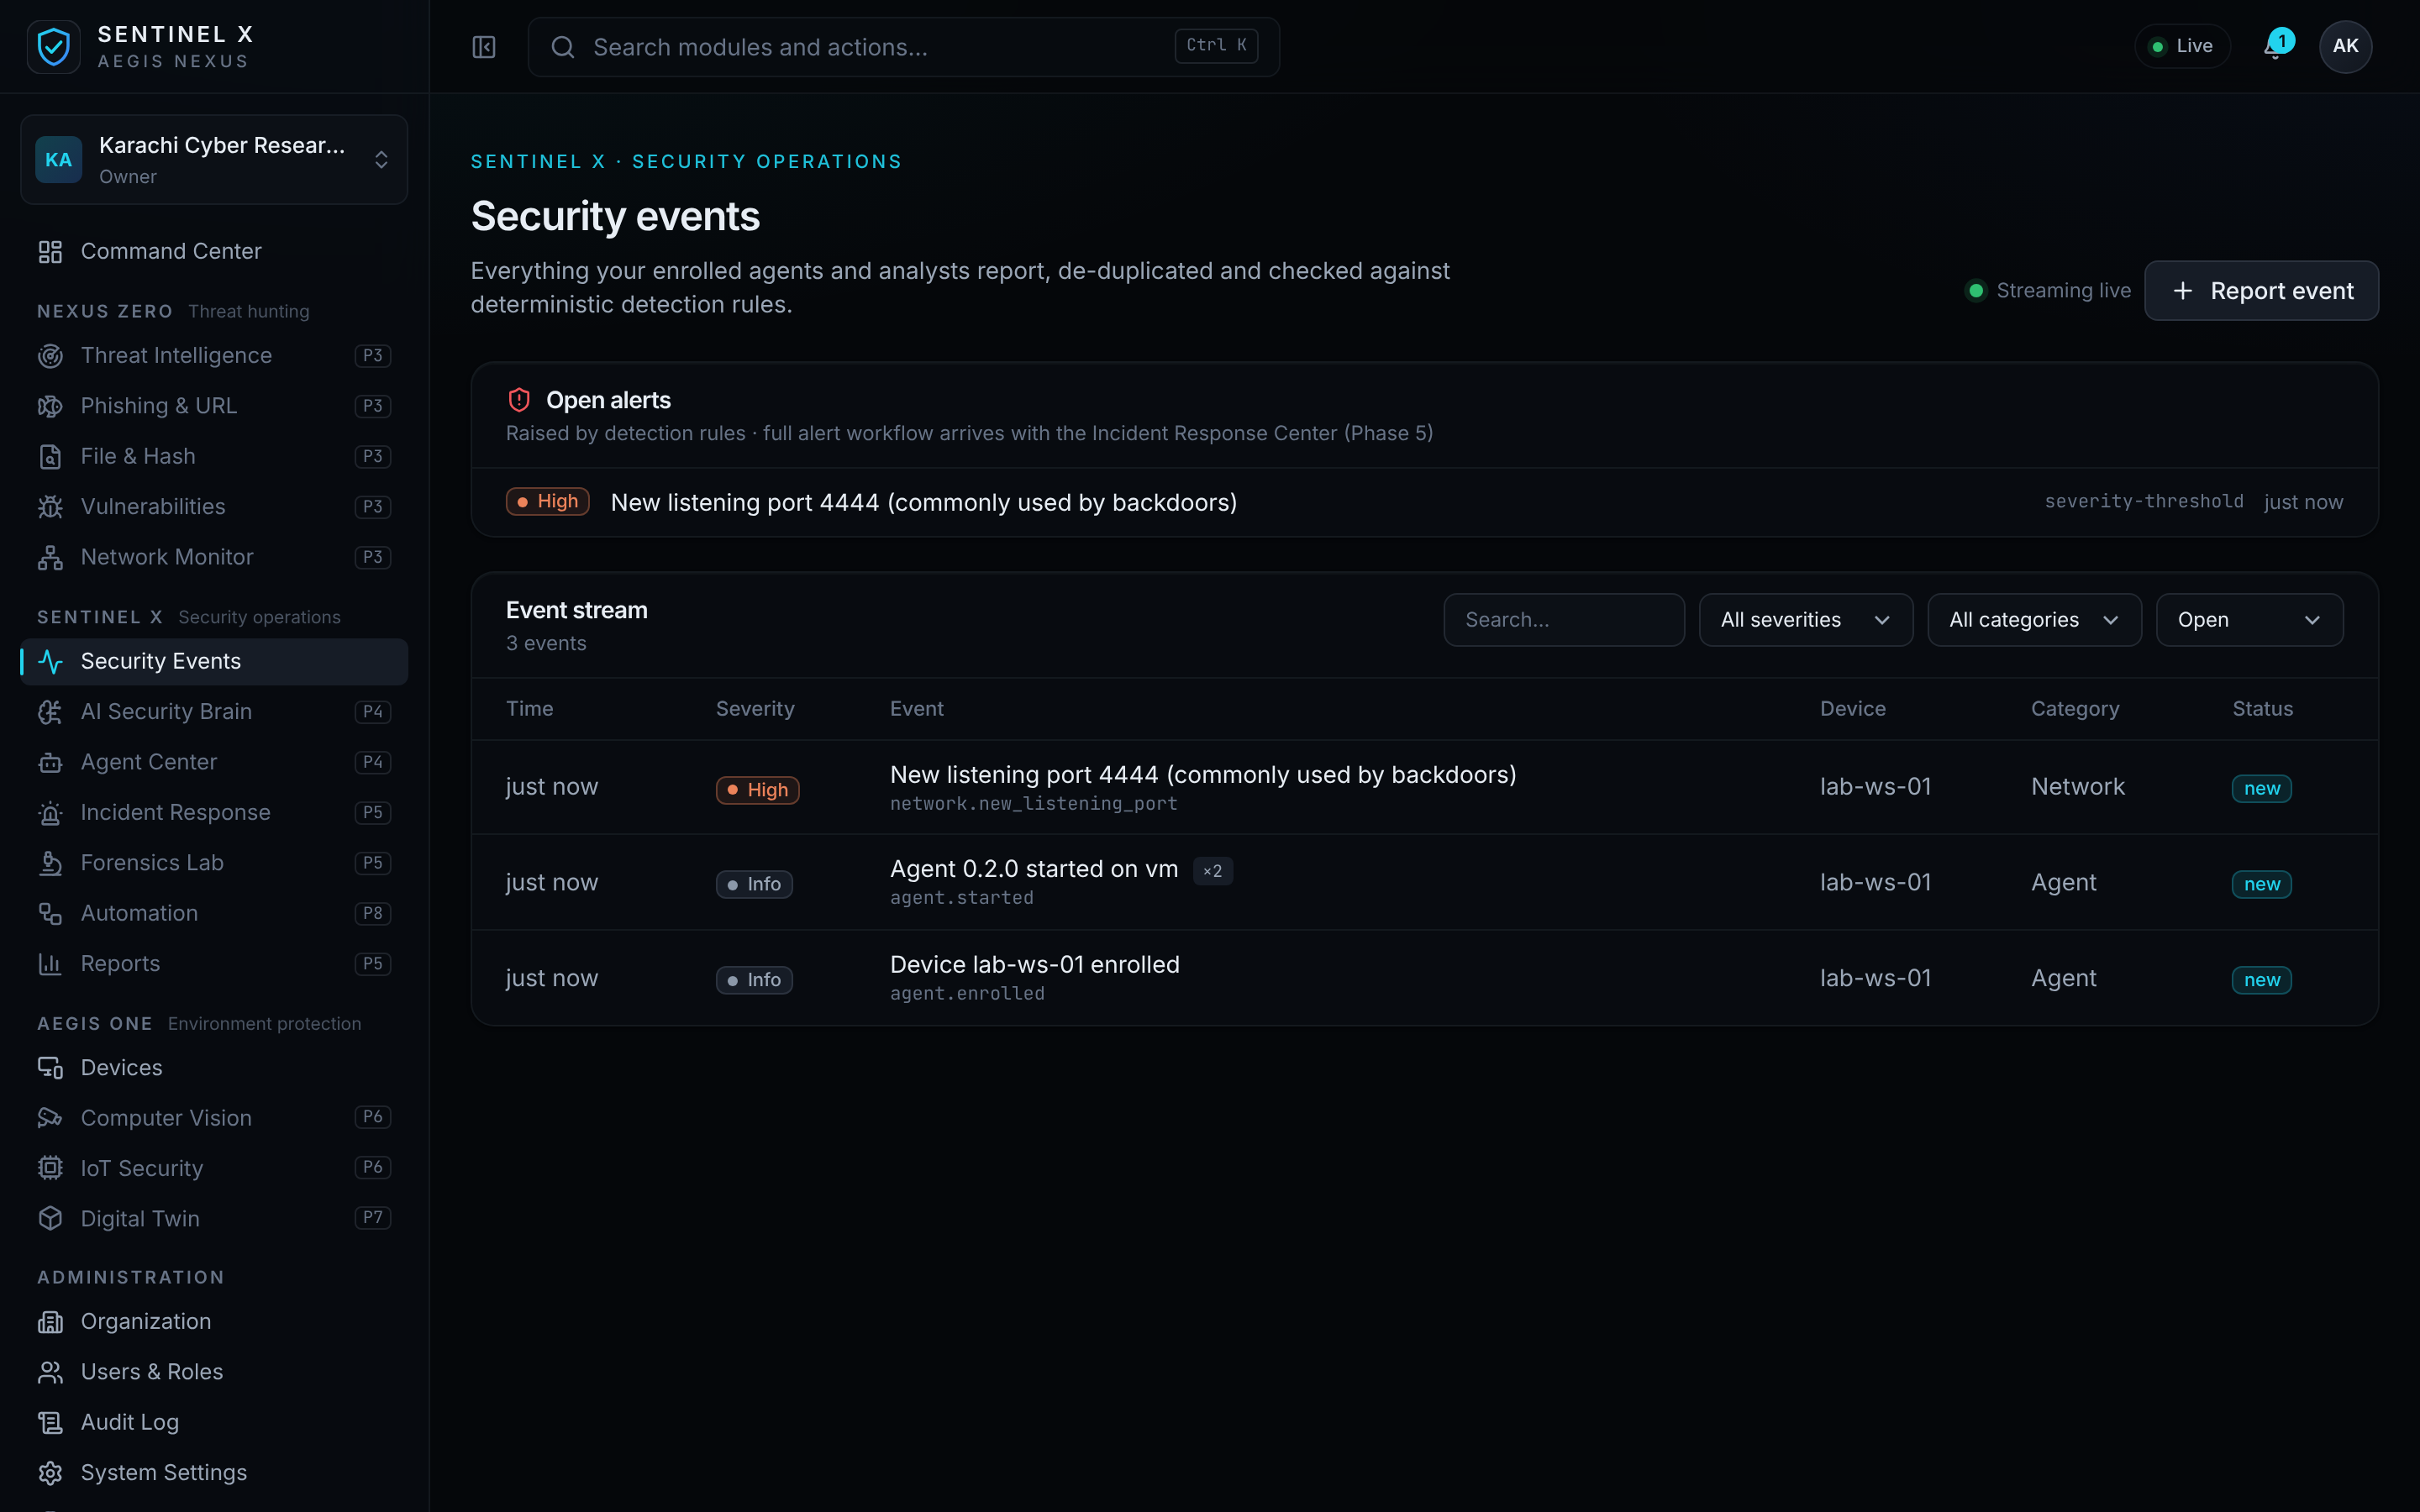 SENTINEL X
AEGIS NEXUS
Search modules and actions...
Ctrl K
Live
1
AK
KA
Karachi Cyber Resear...
Owner
Command Center
NEXUS ZERO Threat hunting
Threat Intelligence P3
Phishing & URL P3
File & Hash P3
Vulnerabilities P3
Network Monitor P3
SENTINEL X Security operations
Security Events
AI Security Brain P4
Agent Center P4
Incident Response P5
Forensics Lab P5
Automation P8
Reports P5
AEGIS ONE Environment protection
Devices
Computer Vision P6
IoT Security P6
Digital Twin P7
ADMINISTRATION
Organization
Users & Roles
Audit Log
System Settings
SENTINEL X · SECURITY OPERATIONS
Security events
Everything your enrolled agents and analysts report, de-duplicated and checked against
deterministic detection rules.
Streaming live
+ Report event
Open alerts
Raised by detection rules · full alert workflow arrives with the Incident Response Center (Phase 5)
High New listening port 4444 (commonly used by backdoors) severity-threshold just now
Event stream
3 events
Search...
All severities
All categories
Open
Time Severity Event Device Category Status
just now High New listening port 4444 (commonly used by backdoors) lab-ws-01 Network new
network.new_listening_port
just now Info Agent 0.2.0 started on vm ×2 lab-ws-01 Agent new
agent.started
just now Info Device lab-ws-01 enrolled lab-ws-01 Agent new
agent.enrolled